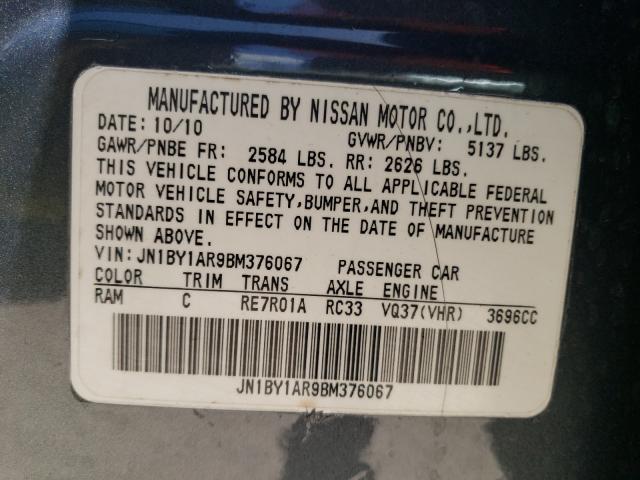 MANUFACTURED BY NISSAN MOTOR CO.,LTD.
DATE: 10/10 GVWR/PNBV: 5137 LBS.
GAWR/PNBE FR: 2584 LBS. RR: 2626 LBS.
THIS VEHICLE CONFORMS TO ALL APPLICABLE FEDERAL
MOTOR VEHICLE SAFETY,BUMPER,AND THEFT PREVENTION
STANDARDS IN EFFECT ON THE DATE OF MANUFACTURE
SHOWN ABOVE.
VIN: JN1BY1AR9BM376067 PASSENGER CAR
COLOR TRIM TRANS AXLE ENGINE
RAM C RE7R01A RC33 VQ37(VHR) 3696CC
JN1BY1AR9BM376067